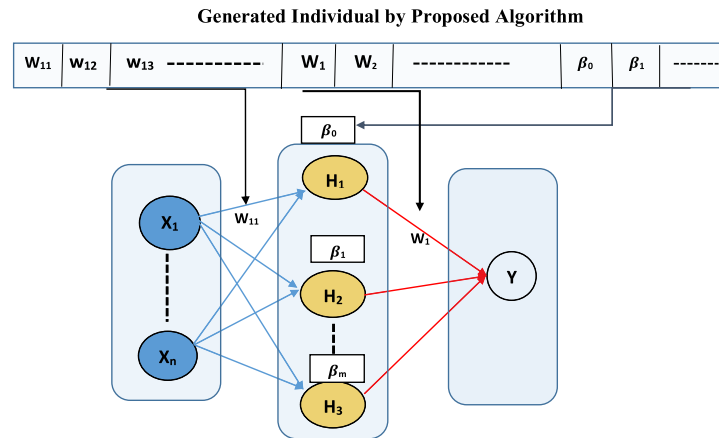 Generated Individual by Proposed Algorithm
W₁₁ W₁₂ W₁₃ W₁ W₂ β₀ β₁
β₀
H₁
X₁
W₁₁
W₁
β₁
Y
H₂
Xₙ
βₘ
H₃